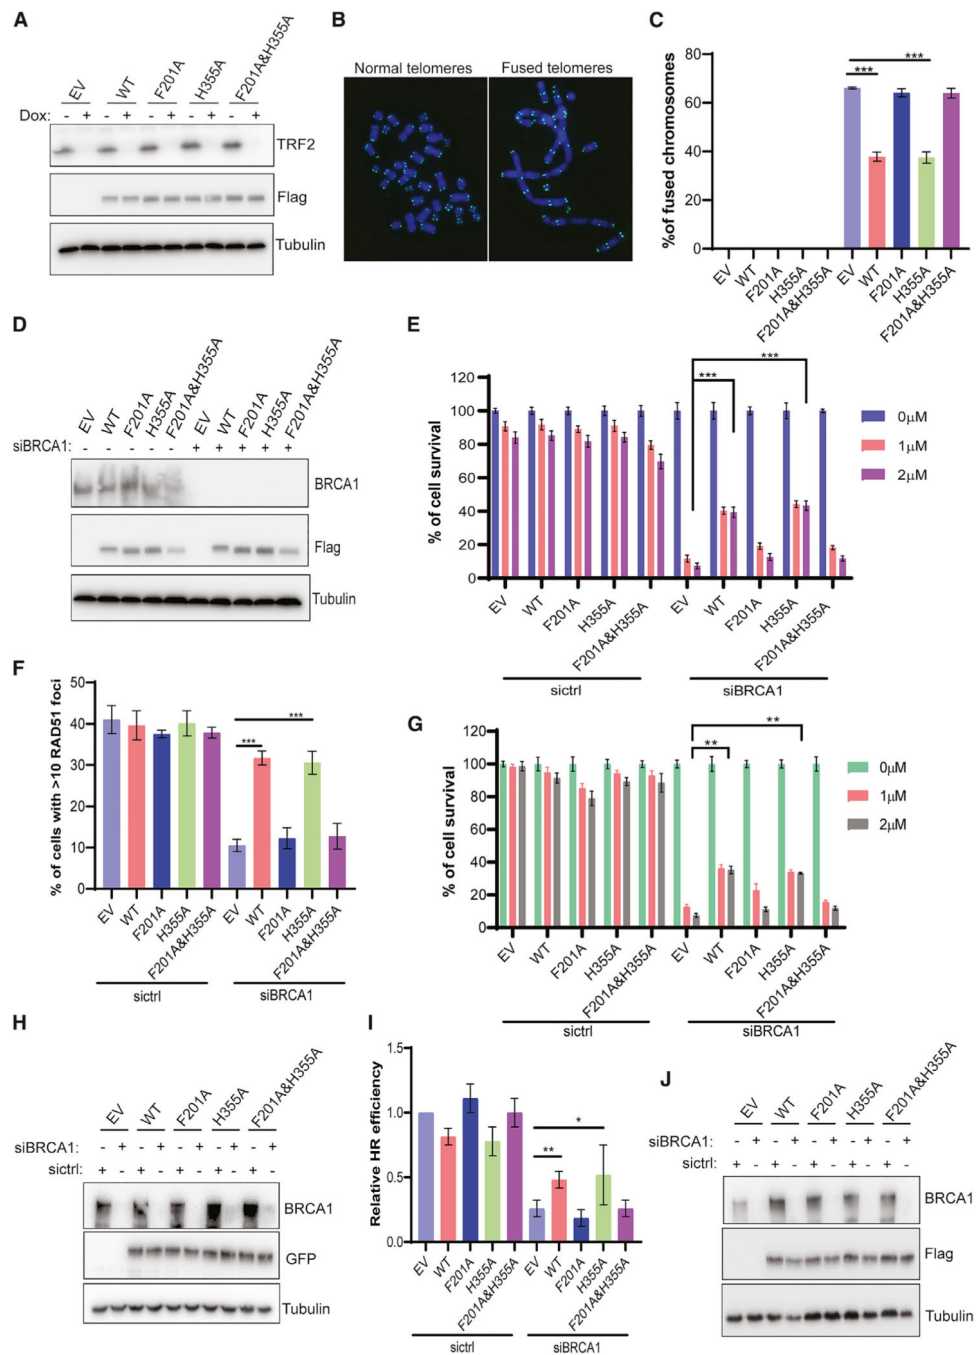 A
EV
WT
F201A
H355A
F201A&H355A
Dox: - + - + - + - + - +
TRF2
Flag
Tubulin
B
Normal telomeres
Fused telomeres
C
%of fused chromosomes
80
60
40
20
0
***
***
EV
WT
F201A
H355A
F201A&H355A
EV
WT
F201A
H355A
F201A&H355A
D
EV
WT
F201A
H355A
F201A&H355A
EV
WT
F201A
H355A
F201A&H355A
siBRCA1: - - - - - + + + + +
BRCA1
Flag
Tubulin
E
% of cell survival
120
100
80
60
40
20
0
***
***
0μM
1μM
2μM
EV
WT
F201A
H355A
F201A&H355A
EV
WT
F201A
H355A
F201A&H355A
sictrl
siBRCA1
F
% of cells with >10 RAD51 foci
50
40
30
20
10
0
***
***
EV
WT
F201A
H355A
F201A&H355A
EV
WT
F201A
H355A
F201A&H355A
sictrl
siBRCA1
G
% of cell survival
120
100
80
60
40
20
0
**
**
0μM
1μM
2μM
EV
WT
F201A
H355A
F201A&H355A
EV
WT
F201A
H355A
F201A&H355A
sictrl
siBRCA1
H
EV
WT
F201A
H355A
F201A&H355A
siBRCA1: - + - + - + - + - +
sictrl: + - + - + - + - + -
BRCA1
GFP
Tubulin
I
Relative HR efficiency
1.5
1.0
0.5
0.0
**
*
EV
WT
F201A
H355A
F201A&H355A
EV
WT
F201A
H355A
F201A&H355A
sictrl
siBRCA1
J
EV
WT
F201A
H355A
F201A&H355A
siBRCA1: - + - + - + - + - +
sictrl: + - + - + - + - + -
BRCA1
Flag
Tubulin